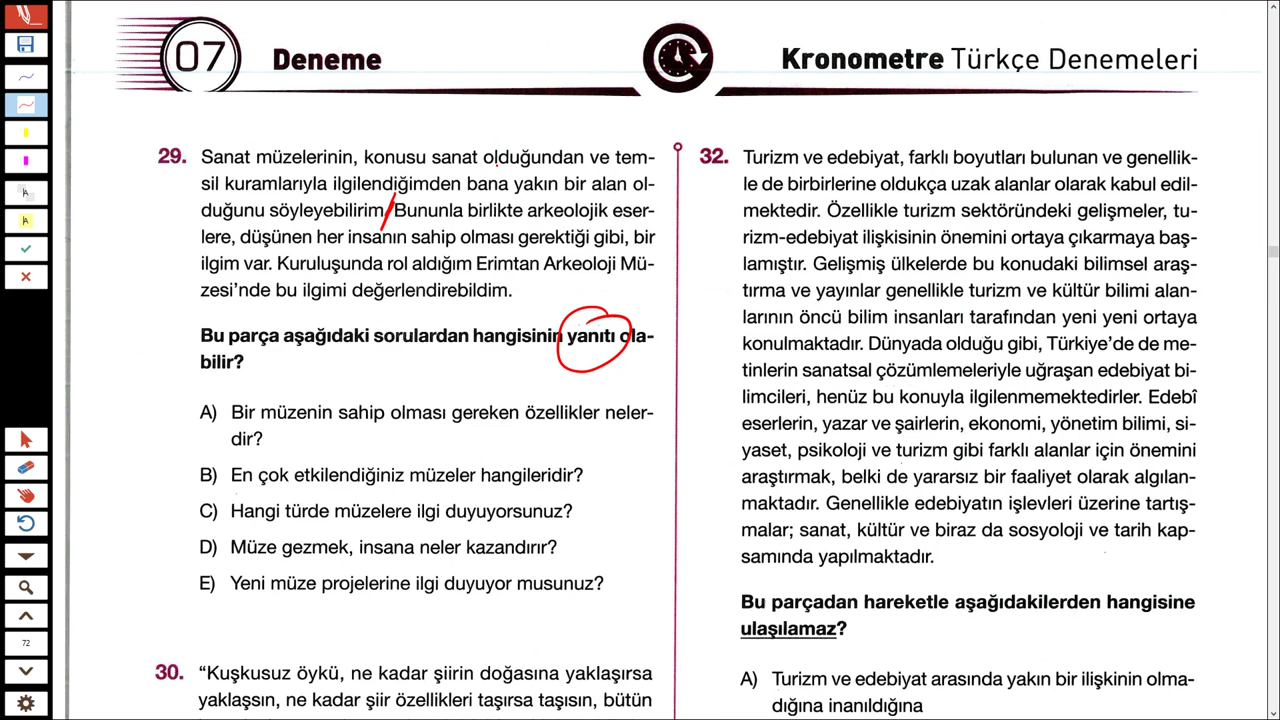 07 Deneme
Kronometre Türkçe Denemeleri
29. Sanat müzelerinin, konusu sanat olduğundan ve tem-
sil kuramlarıyla ilgilendiğimden bana yakın bir alan ol-
duğunu söyleyebilirim. Bununla birlikte arkeolojik eser-
lere, düşünen her insanın sahip olması gerektiği gibi, bir
ilgim var. Kuruluşunda rol aldığım Erimtan Arkeoloji Mü-
zesi’nde bu ilgimi değerlendirebildim.
Bu parça aşağıdaki sorulardan hangisinin yanıtı ola-
bilir?
A) Bir müzenin sahip olması gereken özellikler neler-
dir?
B) En çok etkilendiğiniz müzeler hangileridir?
C) Hangi türde müzelere ilgi duyuyorsunuz?
D) Müze gezmek, insana neler kazandırır?
E) Yeni müze projelerine ilgi duyuyor musunuz?
30. “Kuşkusuz öykü, ne kadar şiirin doğasına yaklaşırsa
yaklaşsın, ne kadar şiir özellikleri taşırsa taşısın, bütün
32. Turizm ve edebiyat, farklı boyutları bulunan ve genellik-
le de birbirlerine oldukça uzak alanlar olarak kabul edil-
mektedir. Özellikle turizm sektöründeki gelişmeler, tu-
rizm-edebiyat ilişkisinin önemini ortaya çıkarmaya baş-
lamıştır. Gelişmiş ülkelerde bu konudaki bilimsel araş-
tırma ve yayınlar genellikle turizm ve kültür bilimi alan-
larının öncü bilim insanları tarafından yeni yeni ortaya
konulmaktadır. Dünyada olduğu gibi, Türkiye’de de me-
tinlerin sanatsal çözümlemeleriyle uğraşan edebiyat bi-
limcileri, henüz bu konuyla ilgilenmemektedirler. Edebî
eserlerin, yazar ve şairlerin, ekonomi, yönetim bilimi, si-
yaset, psikoloji ve turizm gibi farklı alanlar için önemini
araştırmak, belki de yararsız bir faaliyet olarak algılan-
maktadır. Genellikle edebiyatın işlevleri üzerine tartış-
malar; sanat, kültür ve biraz da sosyoloji ve tarih kap-
samında yapılmaktadır.
Bu parçadan hareketle aşağıdakilerden hangisine
ulaşılamaz?
A) Turizm ve edebiyat arasında yakın bir ilişkinin olma-
dığına inanıldığına
72